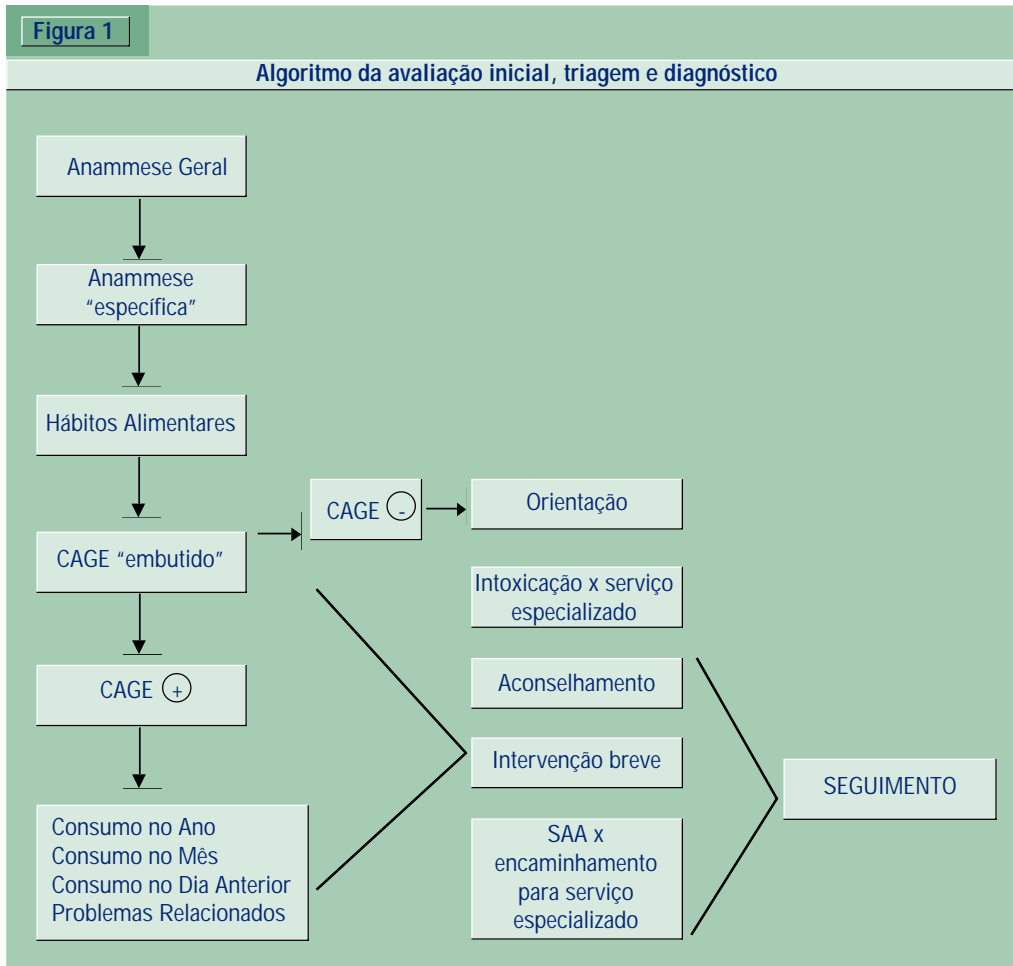 Figura 1
Algoritmo da avaliação inicial, triagem e diagnóstico
Anammese Geral
Anammese
“específica”
Hábitos Alimentares
CAGE “embutido”
CAGE +
Consumo no Ano
Consumo no Mês
Consumo no Dia Anterior
Problemas Relacionados
CAGE -
Orientação
Intoxicação x serviço
especializado
Aconselhamento
Intervenção breve
SAA x
encaminhamento
para serviço
especializado
SEGUIMENTO